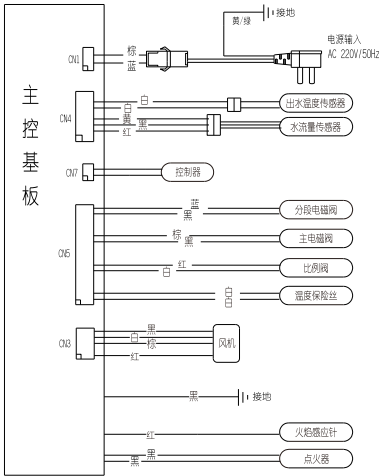 接地
黄/绿
电源输入
AC 220V/50Hz
主控基板
CN1
棕
蓝
CN4
白
白
黄
黑
红
出水温度传感器
水流量传感器
CN7
控制器
CN5
蓝
黑
分段电磁阀
棕
黑
主电磁阀
红
白
比例阀
白
白
温度保险丝
CN3
黑
白
棕
红
风机
黑
接地
红
火焰感应针
黑
黑
点火器